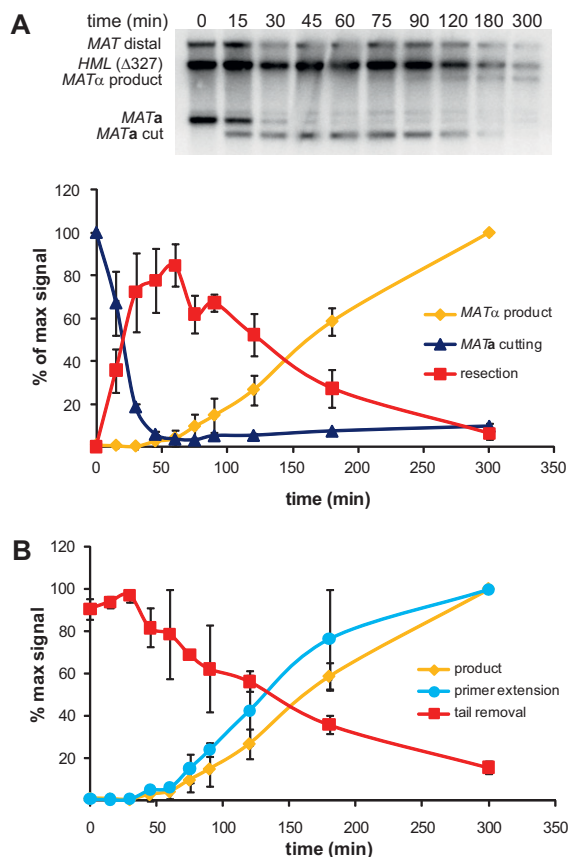 A
time (min) 0 15 30 45 60 75 90 120 180 300
MAT distal
HML (Δ327)
MATα product
MATa
MATa cut
120
100
80
60
40
20
% of max signal
MATα product
MATa cutting
resection
0 50 100 150 200 250 300 350
time (min)
B
120
100
80
60
40
20
% max signal
product
primer extension
tail removal
0 50 100 150 200 250 300 350
time (min)